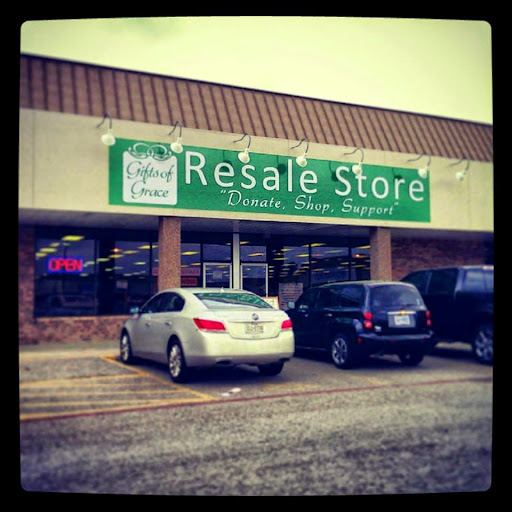 Gifts of
Grace
Resale Store
"Donate, Shop, Support"
OPEN